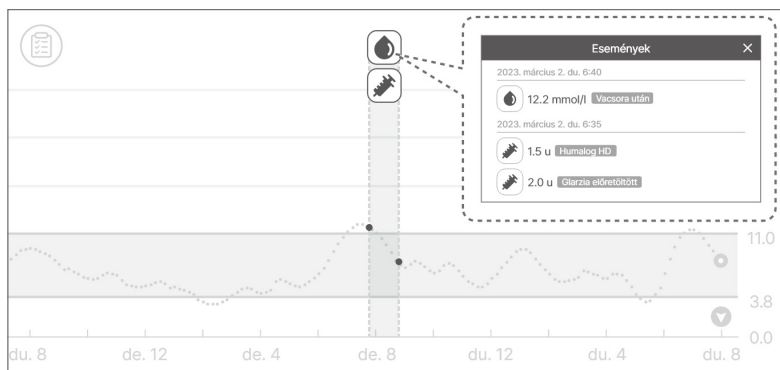 Események
2023. március 2. du. 6:40
12.2 mmol/l Vacsora után
2023. március 2. du. 6:35
1.5 u Humalog HD
2.0 u Glarzia előretöltött
11.0
3.8
0.0
du. 8 de. 12 de. 4 de. 8 du. 12 du. 4 du. 8